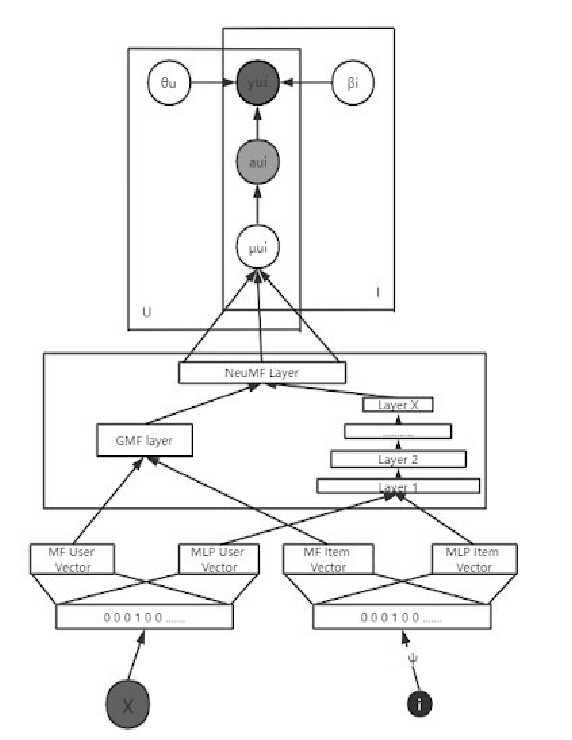 θu
yui
βi
aui
μui
I
U
NeuMF Layer
Layer X
...........
GMF layer
Layer 2
Layer 1
MF User
Vector
MLP User
Vector
MF Item
Vector
MLP Item
Vector
0 0 0 1 0 0 .......
0 0 0 1 0 0 .......
ψ
X
i